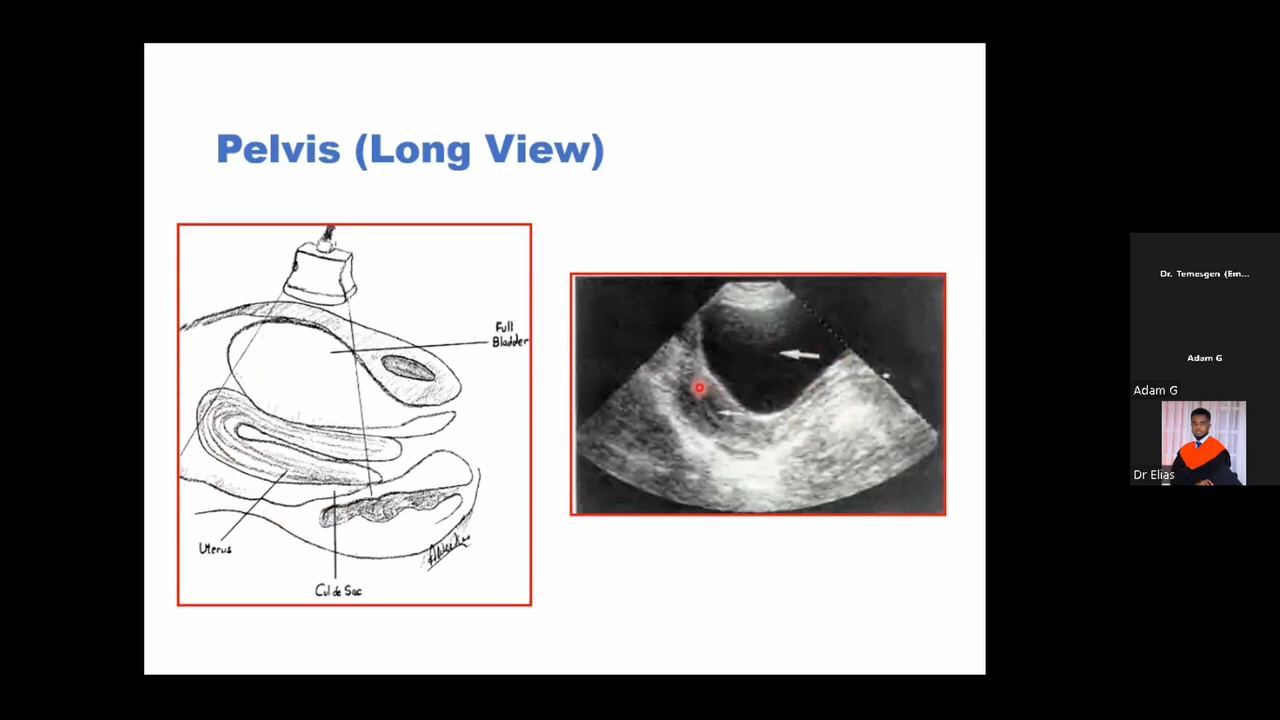 Pelvis (Long View)
Full
Bladder
Uterus
Cul de Sac
Dr. Temesgen (Em...
Adam G
Adam G
Dr Elias